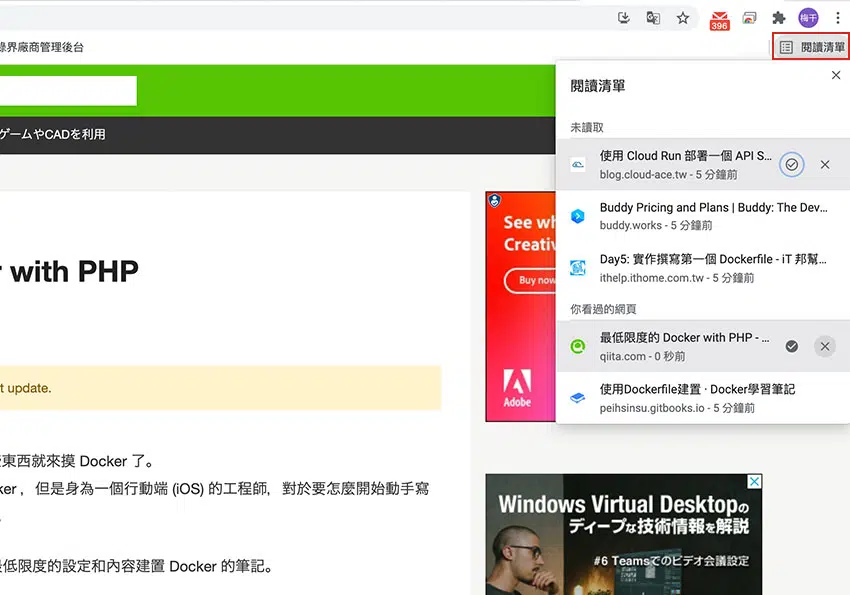 396
梅干
界廠商管理後台
閱讀清單
ゲームやCADを利用
閱讀清單
未讀取
使用 Cloud Run 部署一個 API S...
blog.cloud-ace.tw - 5 分鐘前
Buddy Pricing and Plans | Buddy: The Dev...
buddy.works - 5 分鐘前
Day5: 實作撰寫第一個 Dockerfile - iT 邦幫...
ithelp.ithome.com.tw - 5 分鐘前
你看過的網頁
最低限度的 Docker with PHP - ...
qiita.com - 0 秒前
使用Dockerfile建置 · Docker學習筆記
peihsinsu.gitbooks.io - 5 分鐘前
See wh
Creativ
Buy now
Adobe
r with PHP
t update.
東西就來摸 Docker 了。
ker ，但是身為一個行動端 (iOS) 的工程師，對於要怎麼開始動手寫
。
最低限度的設定和內容建置 Docker 的筆記。
Windows Virtual Desktopの
ディープな技術情報を解説
#6 Teamsでのビデオ会議設定